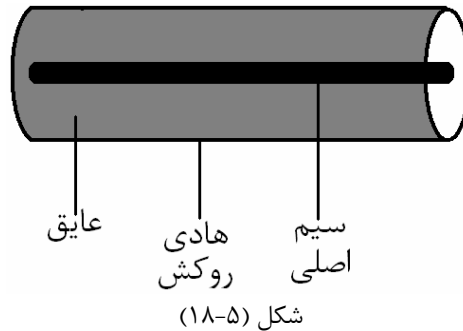 سیم
اصلی
هادی
روکش
عایق
شکل (۵-۱۸)